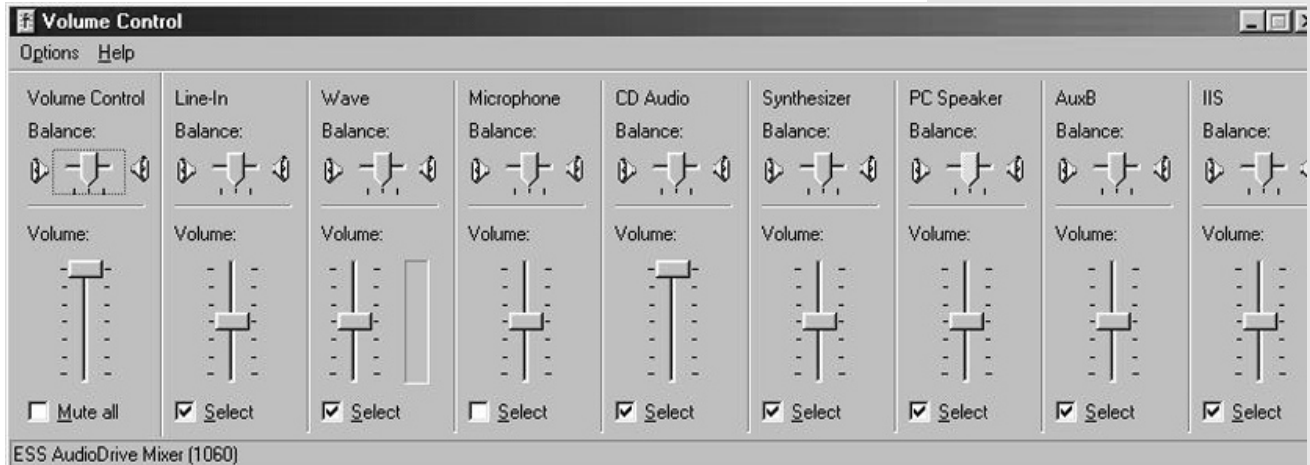 Volume Control
Options Help
Volume Control Line-In Wave Microphone CD Audio Synthesizer PC Speaker AuxB IIS
Balance: Balance: Balance: Balance: Balance: Balance: Balance: Balance: Balance:
Volume: Volume: Volume: Volume: Volume: Volume: Volume: Volume: Volume:
Mute all Select Select Select Select Select Select Select Select
ESS AudioDrive Mixer (1060)